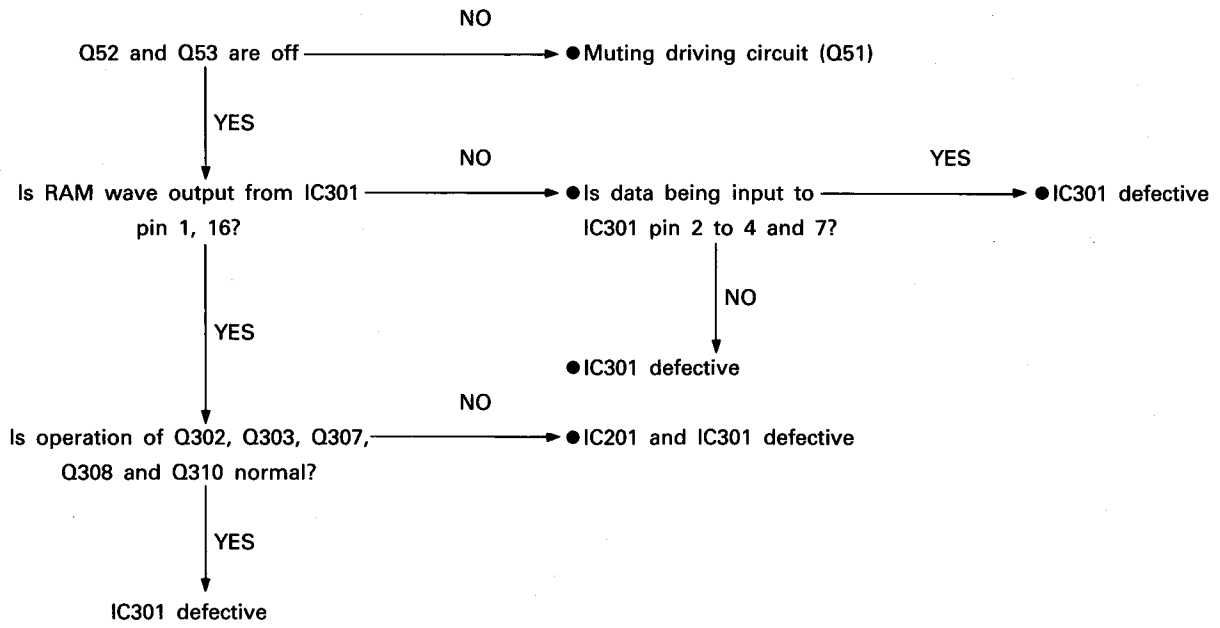 NO
Q52 and Q53 are off
●Muting driving circuit (Q51)
YES
NO
YES
Is RAM wave output from IC301
pin 1, 16?
●Is data being input to
IC301 pin 2 to 4 and 7?
●IC301 defective
NO
YES
●IC301 defective
NO
Is operation of Q302, Q303, Q307,
Q308 and Q310 normal?
●IC201 and IC301 defective
YES
IC301 defective